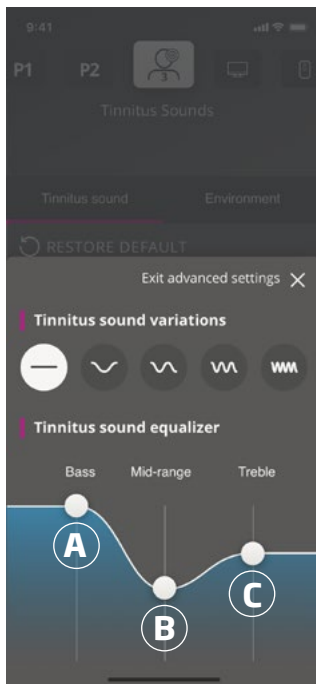 9:41
P1 P2 3
Tinnitus Sounds
Tinnitus sound Environment
RESTORE DEFAULT
Exit advanced settings
Tinnitus sound variations
Tinnitus sound equalizer
Bass Mid-range Treble
A
B
C